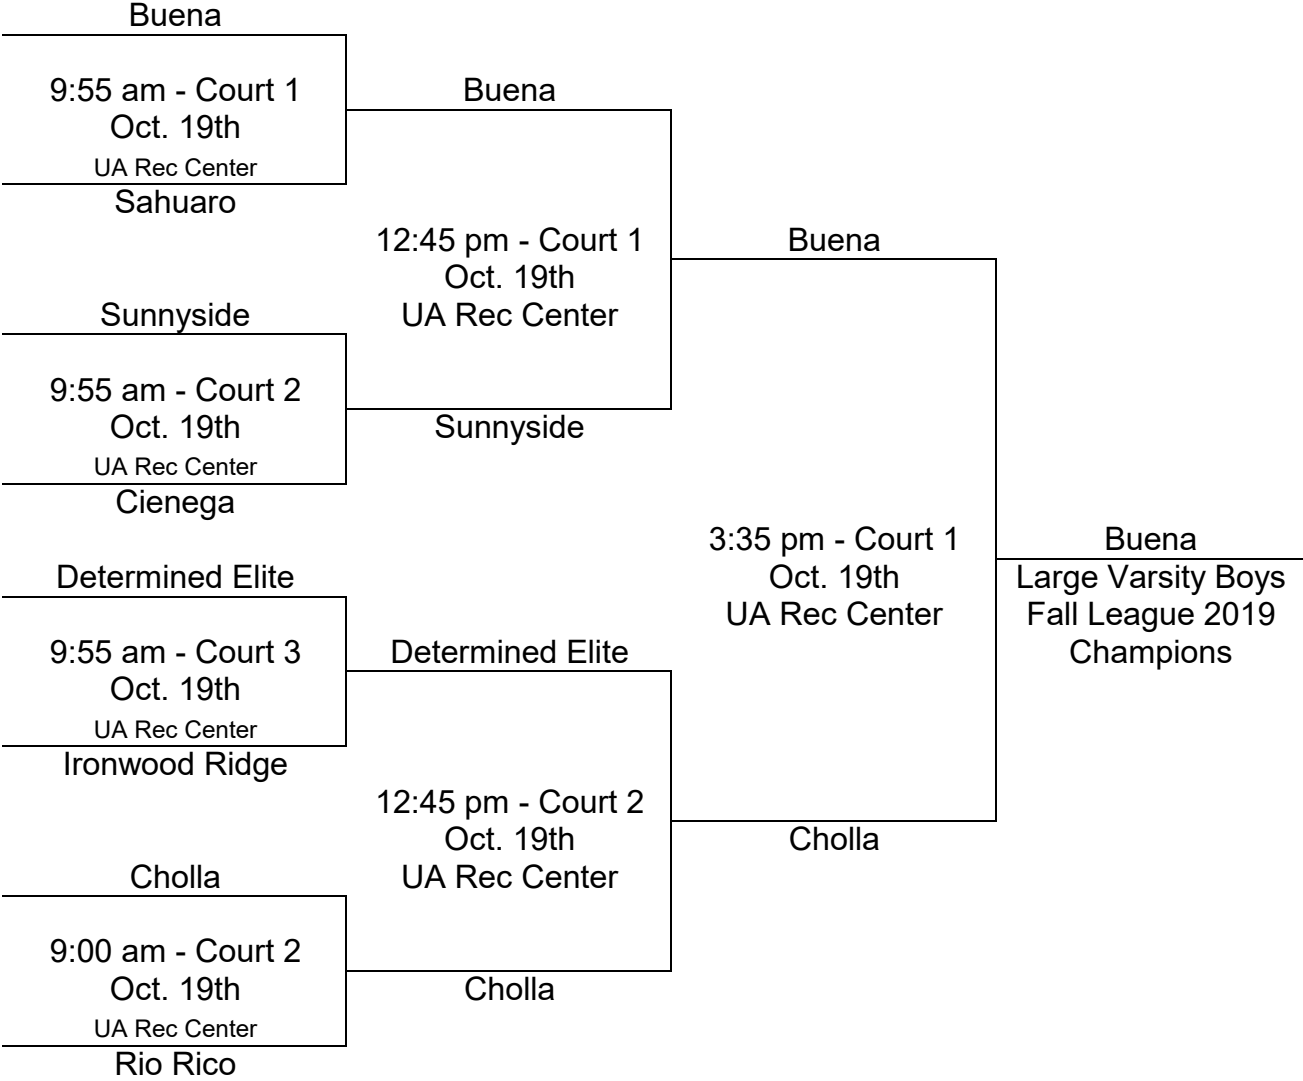 Buena
9:55 am - Court 1
Oct. 19th
UA Rec Center
Sahuaro
Sunnyside
9:55 am - Court 2
Oct. 19th
UA Rec Center
Cienega
Determined Elite
9:55 am - Court 3
Oct. 19th
UA Rec Center
Ironwood Ridge
Cholla
9:00 am - Court 2
Oct. 19th
UA Rec Center
Rio Rico
Buena
12:45 pm - Court 1
Oct. 19th
UA Rec Center
Sunnyside
Determined Elite
12:45 pm - Court 2
Oct. 19th
UA Rec Center
Cholla
Buena
3:35 pm - Court 1
Oct. 19th
UA Rec Center
Cholla
Buena
Large Varsity Boys
Fall League 2019
Champions